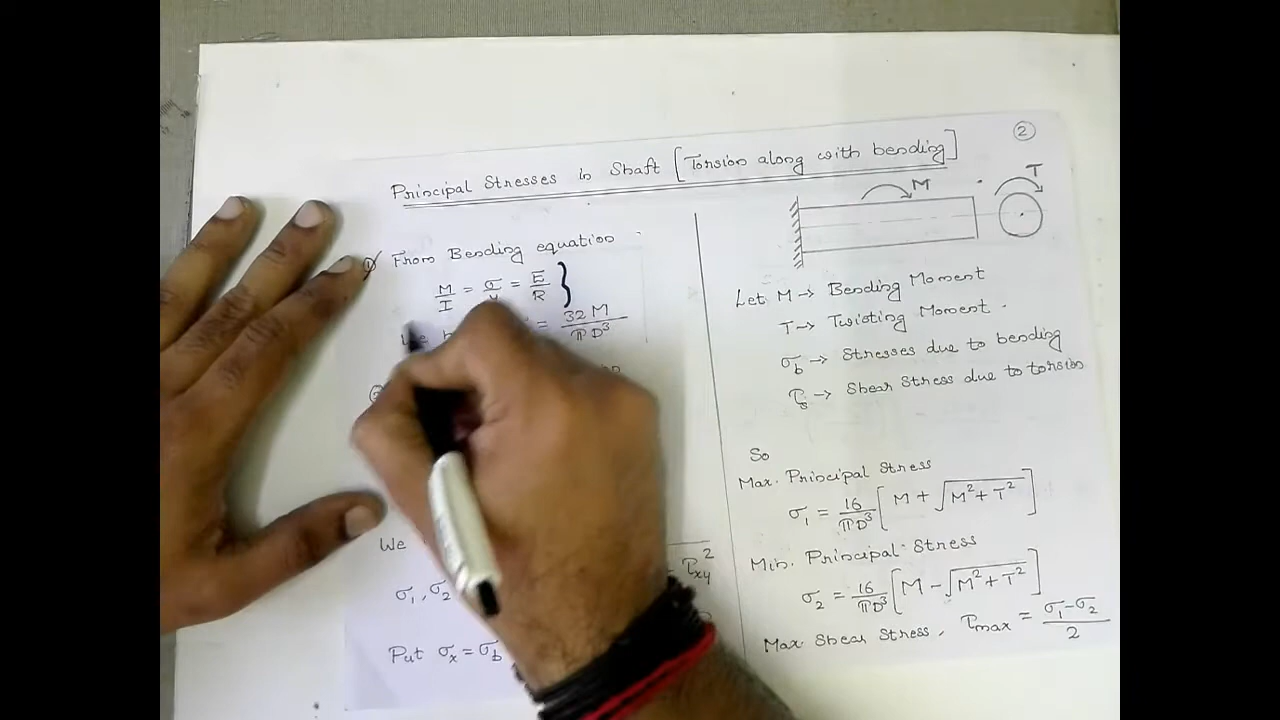 2
Principal Stresses in Shaft [Torsion along with bending]
M
T
① From Bending equation
M/I = σ/y = E/R }
= 32 M / πD³
We
σ₁, σ₂
= τxy²
Put σx = σb
Let M → Bending Moment
T → Twisting Moment.
σb → Stresses due to bending
τs → Shear Stress due to torsion
So
Max. Principal Stress
σ₁ = 16/πD³ [ M + √M² + T² ]
Min. Principal Stress
σ₂ = 16/πD³ [ M - √M² + T² ]
Max. Shear Stress, τmax = σ₁-σ₂ / 2